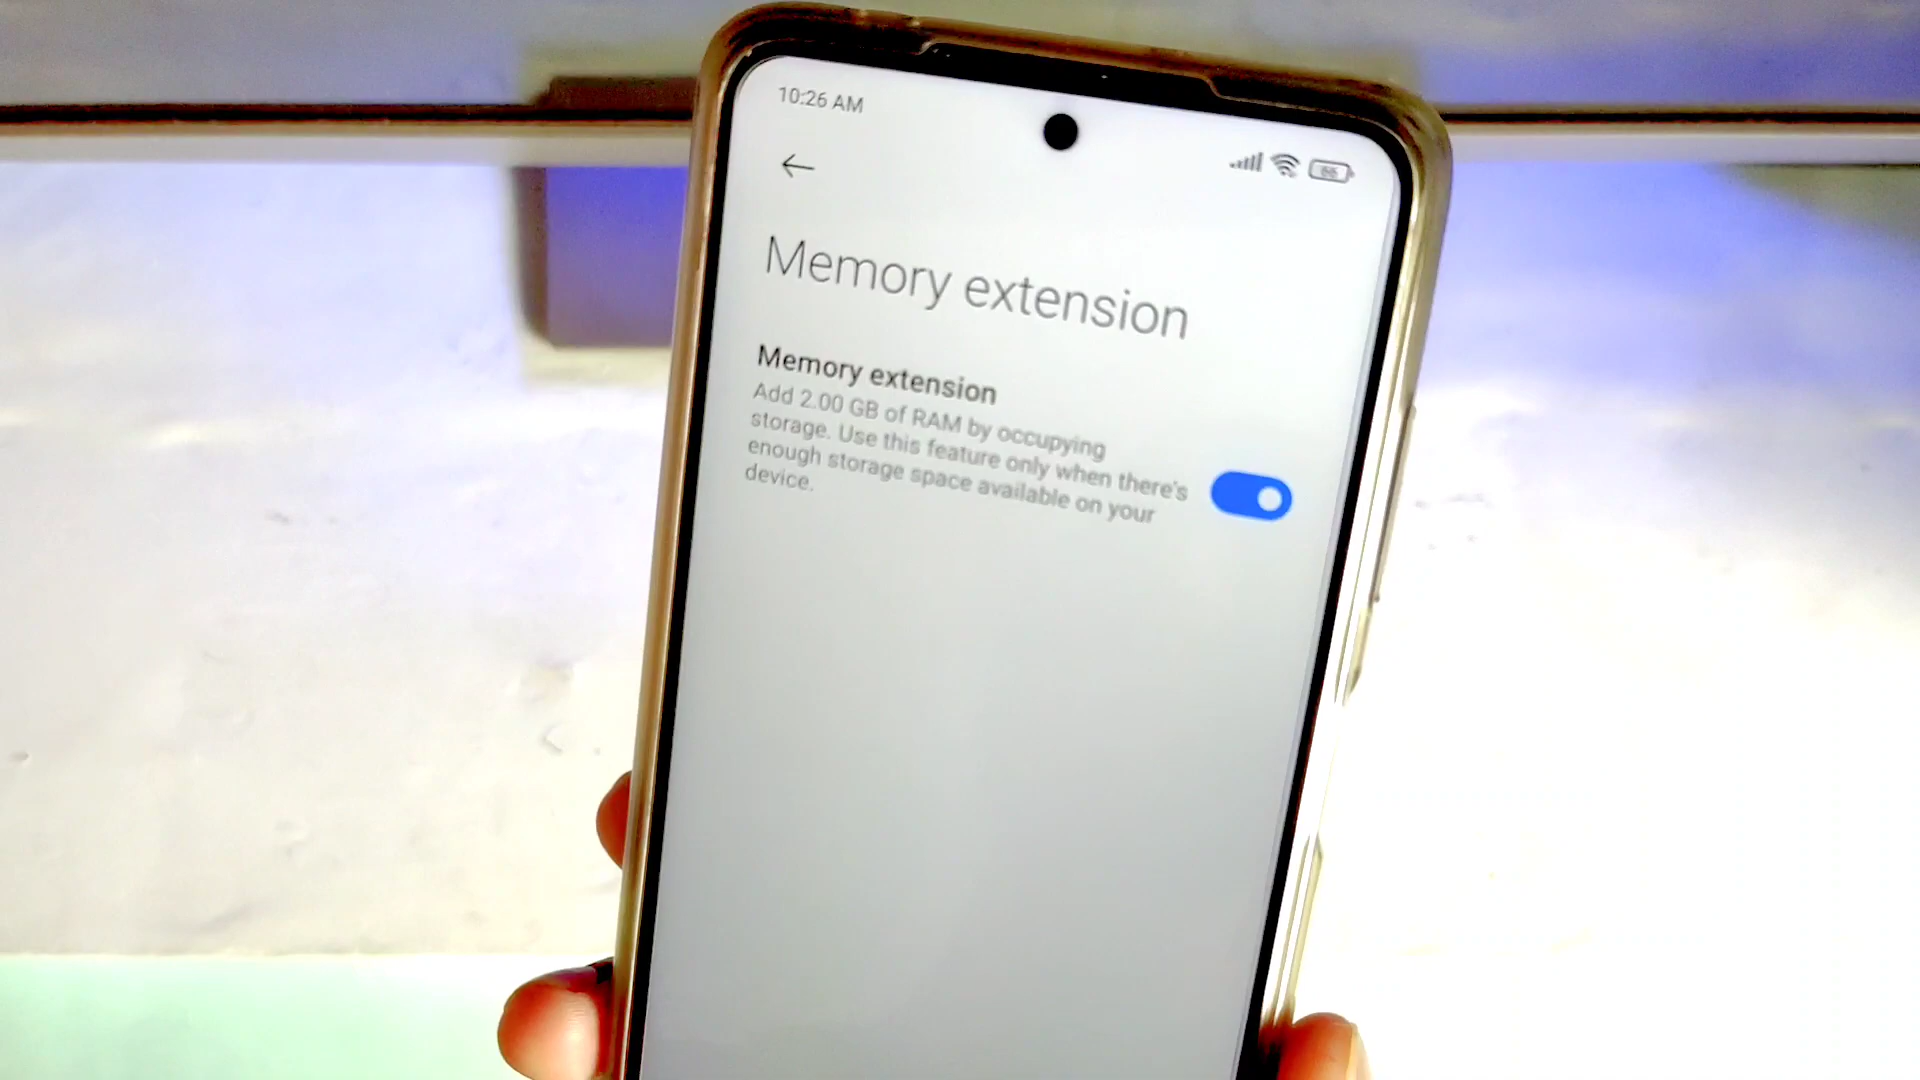 10:26 AM
66
Memory extension
Memory extension
Add 2.00 GB of RAM by occupying
storage. Use this feature only when there's
enough storage space available on your
device.